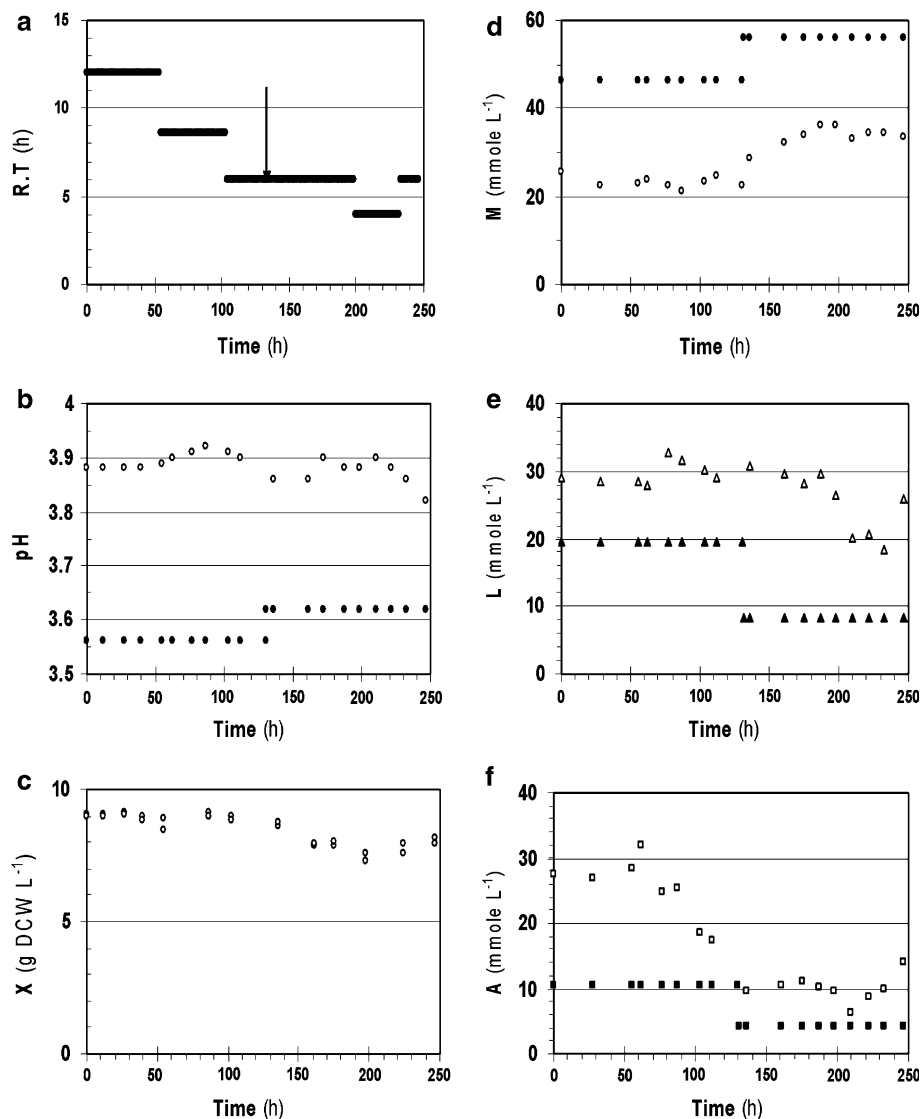 a
15
10
5
0
R.T (h)
0 50 100 150 200 250
Time (h)
b
4
3.9
3.8
3.7
3.6
3.5
pH
0 50 100 150 200 250
Time (h)
c
10
5
0
X (g DCW L-1)
0 50 100 150 200 250
Time (h)
d
60
40
20
0
M (mmole L-1)
0 50 100 150 200 250
Time (h)
e
40
30
20
10
0
L (mmole L-1)
0 50 100 150 200 250
Time (h)
f
40
30
20
10
0
A (mmole L-1)
0 50 100 150 200 250
Time (h)